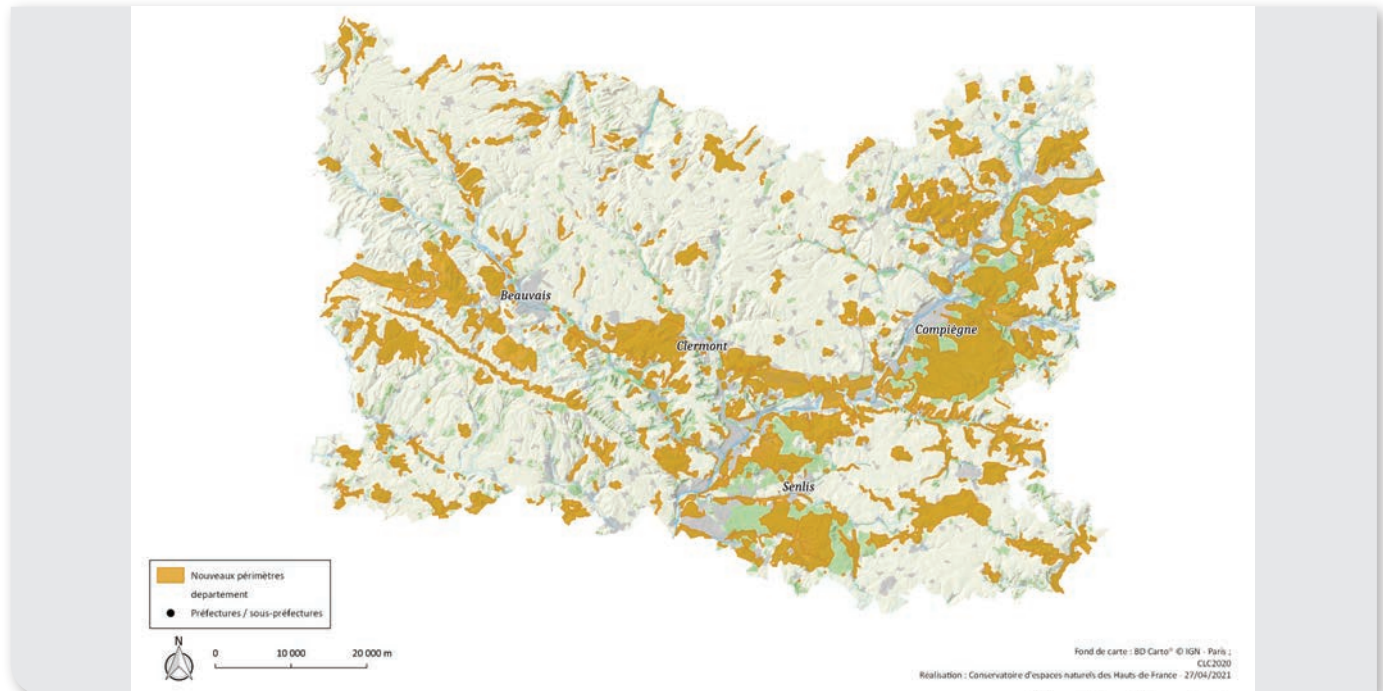 Beauvais
Compiègne
Clermont
Senlis
Nouveaux périmètres
departement
Préfectures / sous-préfectures
N
0 10 000 20 000 m
Fond de carte : BD Carto® © IGN - Paris ;
CLC2020
Réalisation : Conservatoire d'espaces naturels des Hauts-de-France - 27/04/2021